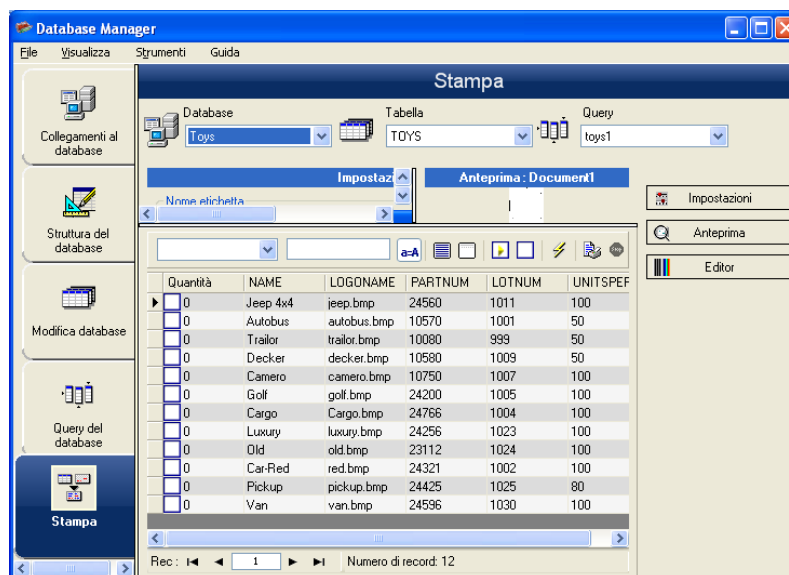 Database Manager
File Visualizza Strumenti Guida
Stampa
Collegamenti al database
Struttura del database
Modifica database
Query del database
Stampa
Database Tabella Query
Toys TOYS toys1
Impostazi Anteprima : Document1
Nome etichetta
Impostazioni
Anteprima
Editor
a=A
Quantità NAME LOGONAME PARTNUM LOTNUM UNITSPER
0 Jeep 4x4 jeep.bmp 24560 1011 100
0 Autobus autobus.bmp 10570 1001 50
0 Trailor trailor.bmp 10080 999 50
0 Decker decker.bmp 10580 1009 50
0 Camero camero.bmp 10750 1007 100
0 Golf golf.bmp 24200 1005 100
0 Cargo Cargo.bmp 24766 1004 100
0 Luxury luxury.bmp 24256 1023 100
0 Old old.bmp 23112 1024 100
0 Car-Red red.bmp 24321 1002 100
0 Pickup pickup.bmp 24425 1025 80
0 Van van.bmp 24596 1030 100
Rec : 1 Numero di record: 12